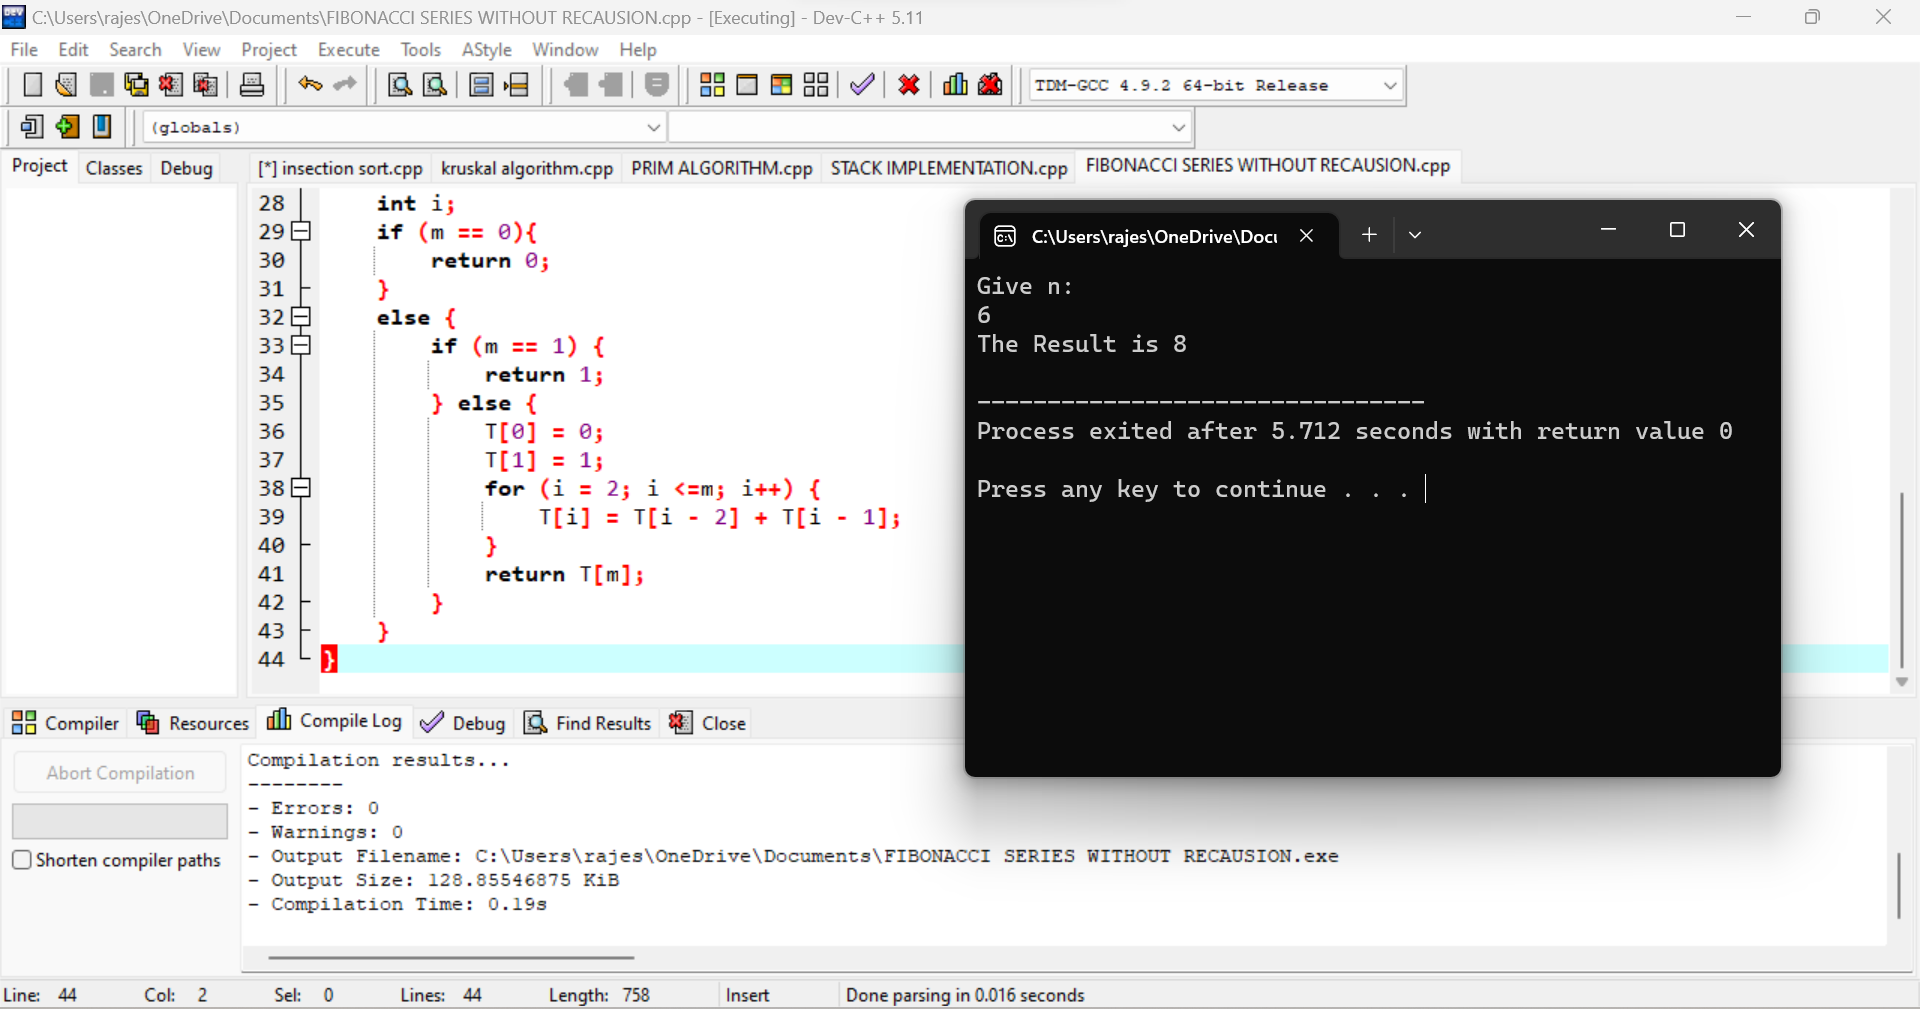 C:\Users\rajes\OneDrive\Documents\FIBONACCI SERIES WITHOUT RECAUSION.cpp - [Executing] - Dev-C++ 5.11
File Edit Search View Project Execute Tools AStyle Window Help
TDM-GCC 4.9.2 64-bit Release
(globals)
Project Classes Debug
[*] insection sort.cpp kruskal algorithm.cpp PRIM ALGORITHM.cpp STACK IMPLEMENTATION.cpp FIBONACCI SERIES WITHOUT RECAUSION.cpp
28 int i;
29 if (m == 0){
30 return 0;
31 }
32 else {
33 if (m == 1) {
34 return 1;
35 } else {
36 T[0] = 0;
37 T[1] = 1;
38 for (i = 2; i <=m; i++) {
39 T[i] = T[i - 2] + T[i - 1];
40 }
41 return T[m];
42 }
43 }
44 }
C:\Users\rajes\OneDrive\Docu
Give n:
6
The Result is 8
--------------------------------
Process exited after 5.712 seconds with return value 0
Press any key to continue . . .
Compiler Resources Compile Log Debug Find Results Close
Abort Compilation
Shorten compiler paths
Compilation results...
--------
- Errors: 0
- Warnings: 0
- Output Filename: C:\Users\rajes\OneDrive\Documents\FIBONACCI SERIES WITHOUT RECAUSION.exe
- Output Size: 128.85546875 KiB
- Compilation Time: 0.19s
Line: 44 Col: 2 Sel: 0 Lines: 44 Length: 758 Insert Done parsing in 0.016 seconds